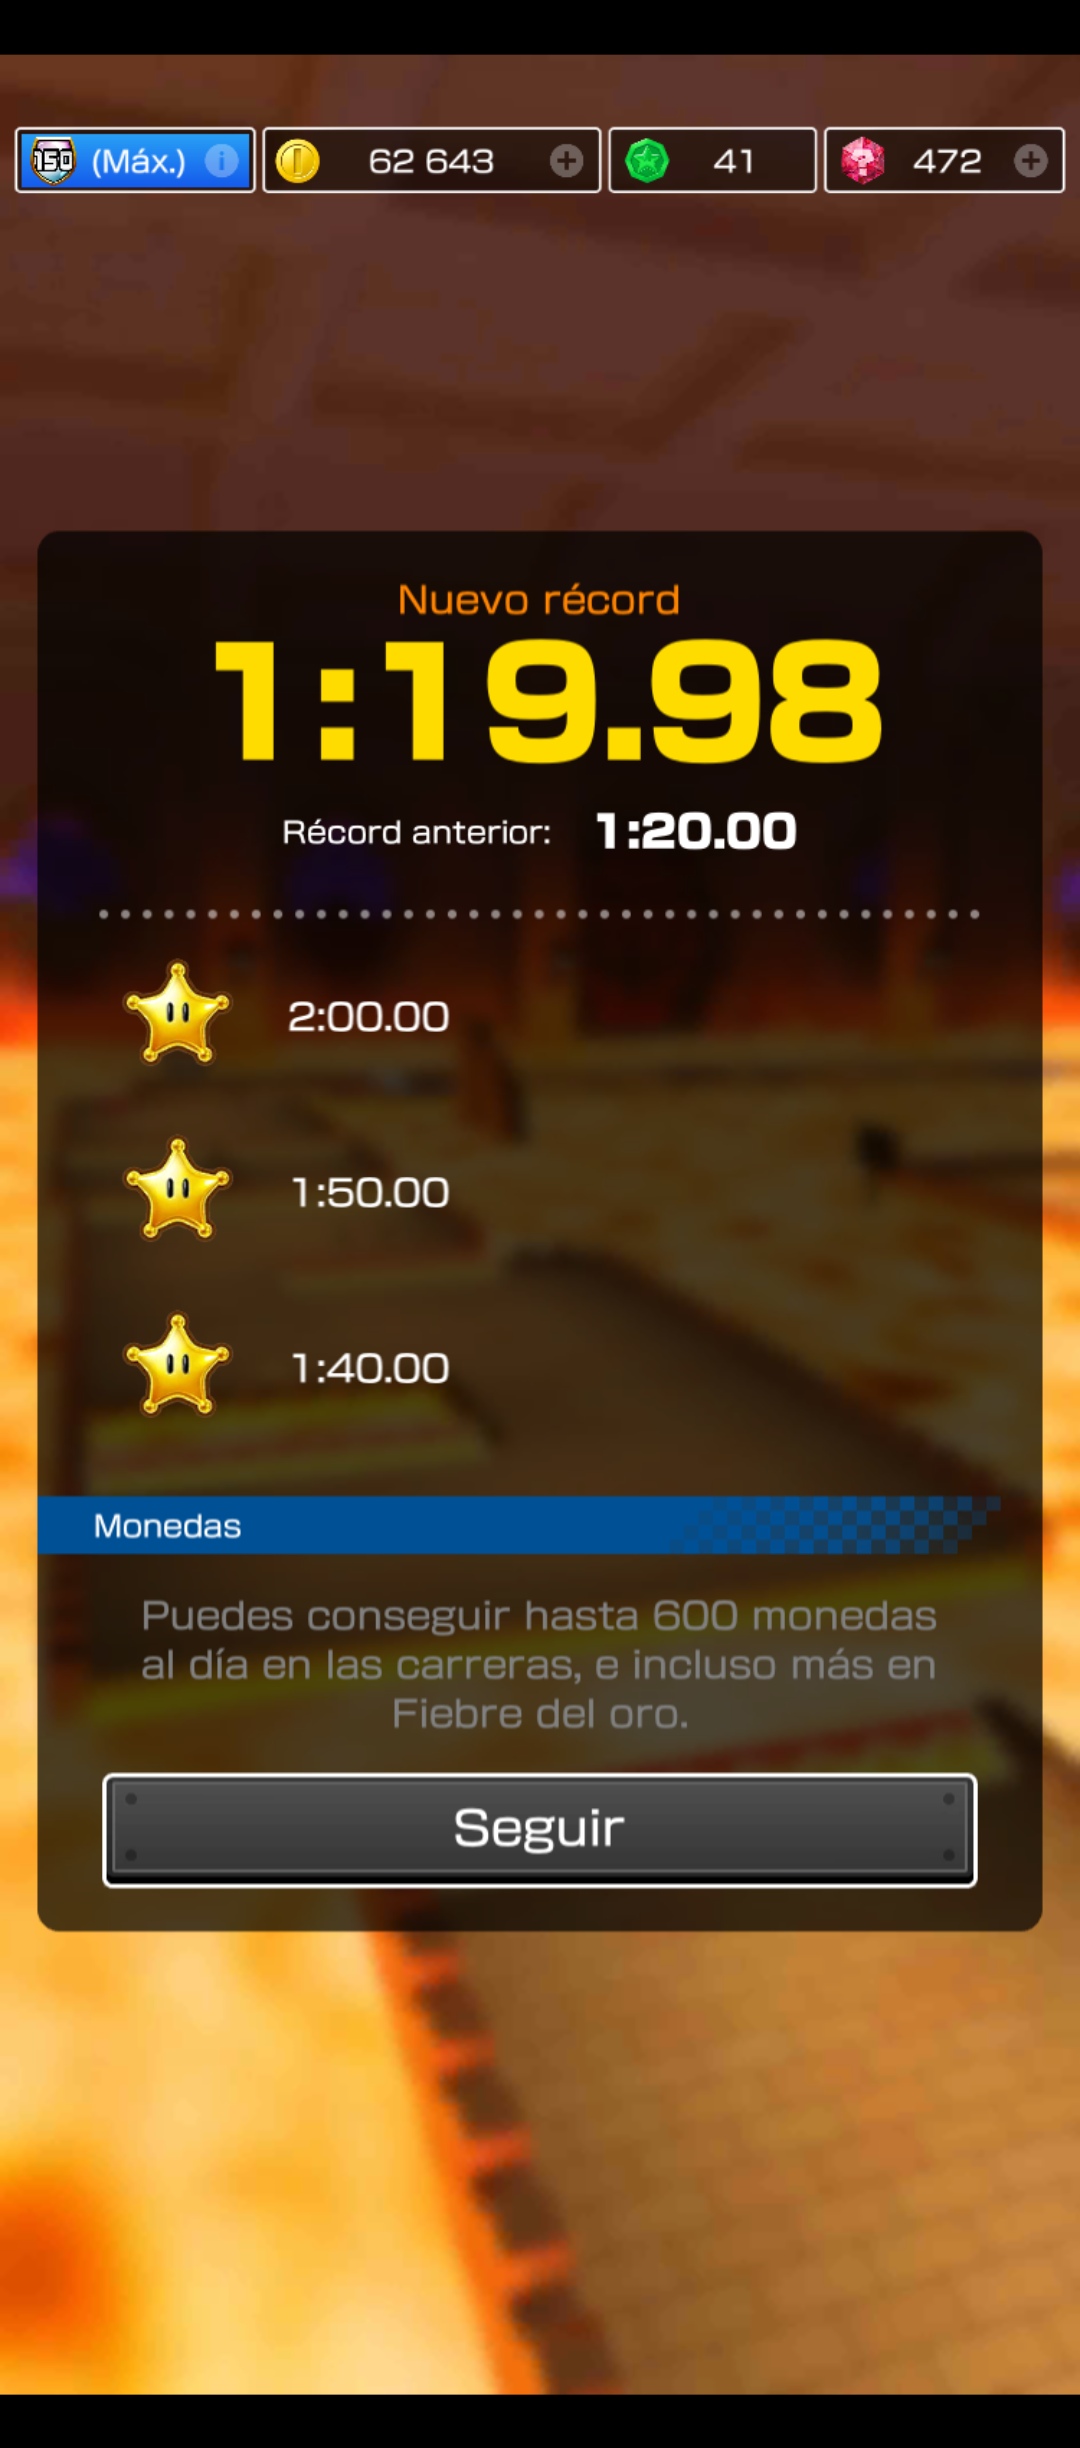 150 (Máx.) i 62 643 + 41 472 +
Nuevo récord
1:19.98
Récord anterior: 1:20.00
2:00.00
1:50.00
1:40.00
Monedas
Puedes conseguir hasta 600 monedas
al día en las carreras, e incluso más en
Fiebre del oro.
Seguir